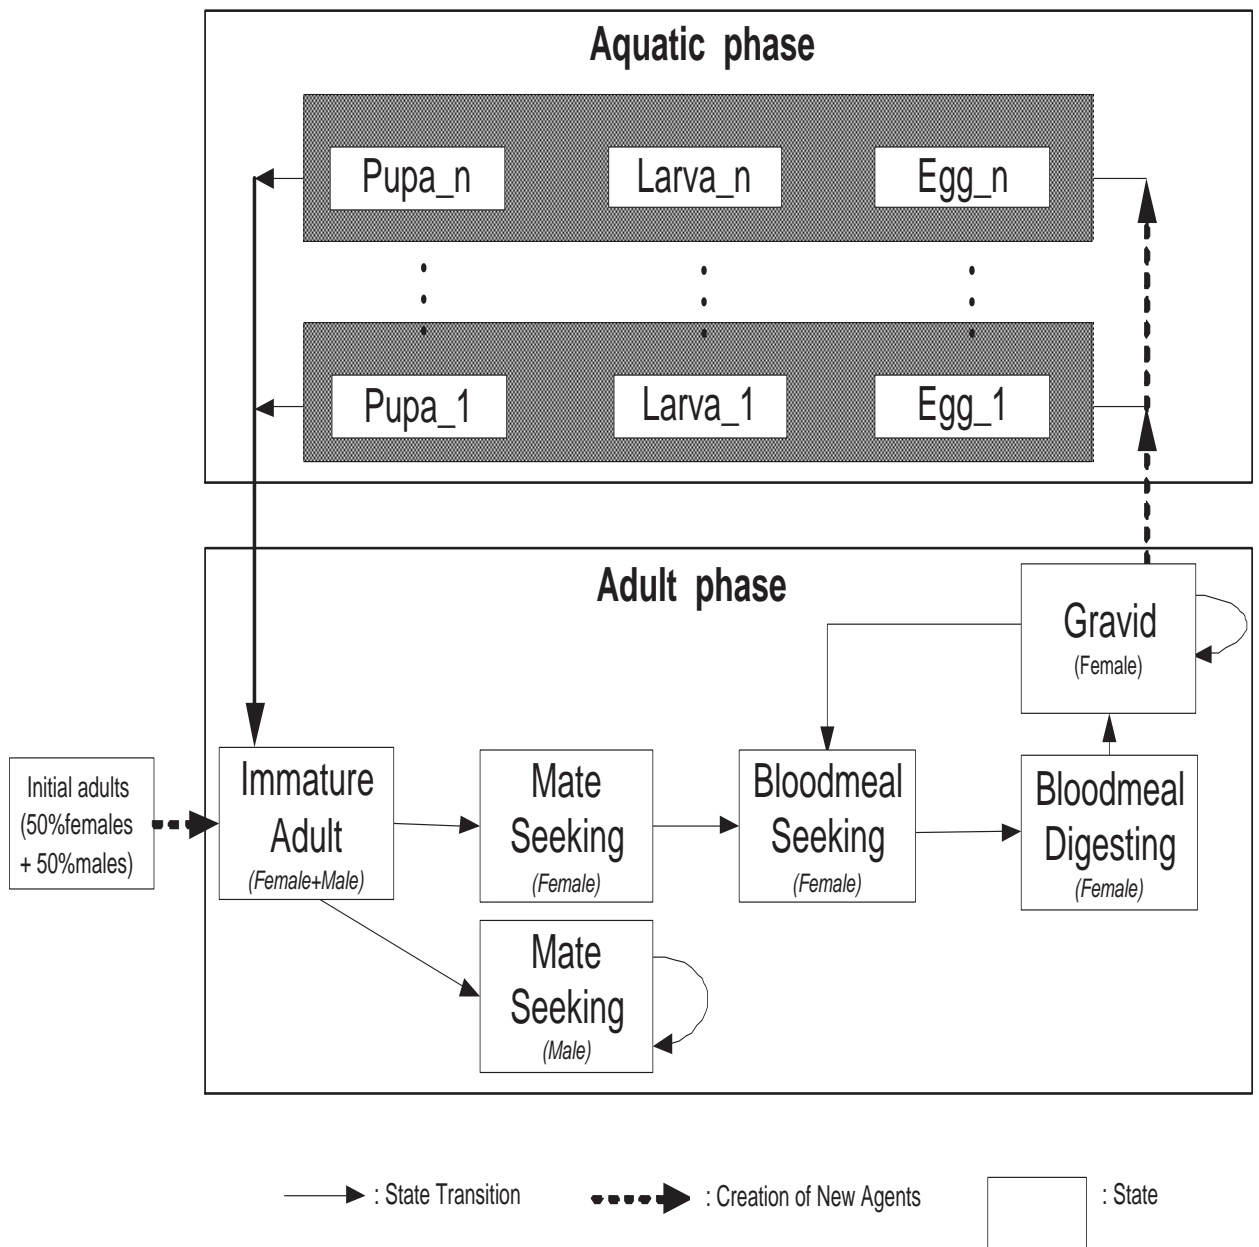 Aquatic phase
Pupa_n
Larva_n
Egg_n
Pupa_1
Larva_1
Egg_1
Adult phase
Gravid
(Female)
Initial adults
(50%females
+ 50%males)
Immature
Adult
(Female+Male)
Mate
Seeking
(Female)
Bloodmeal
Seeking
(Female)
Bloodmeal
Digesting
(Female)
Mate
Seeking
(Male)
: State Transition
: Creation of New Agents
: State